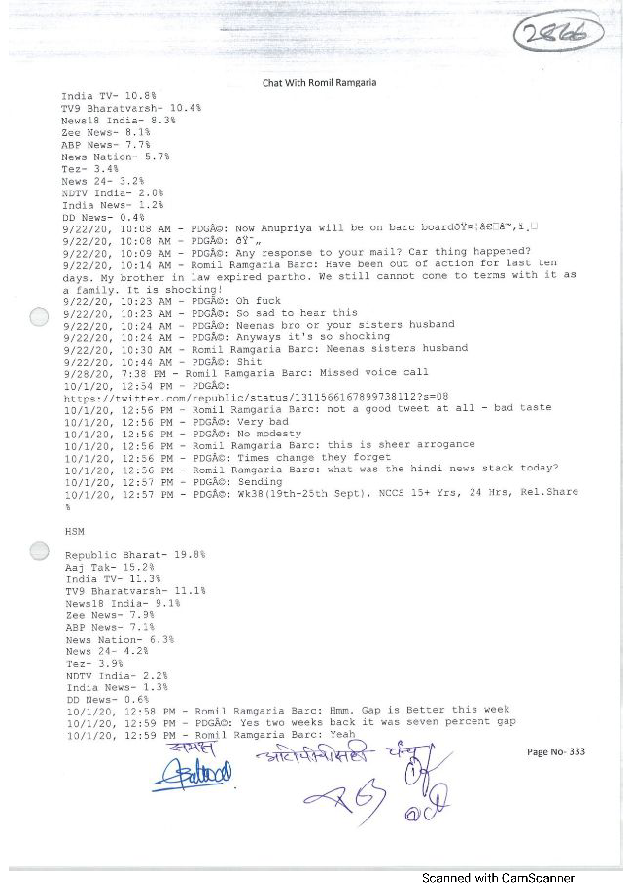 2866
Chat With Romil Ramgaria
India TV- 10.8%
TV9 Bharatvarsh- 10.4%
News18 India- 8.3%
Zee News- 8.1%
ABP News- 7.7%
News Nation- 5.7%
Tez- 3.4%
News 24- 3.2%
NDTV India- 2.0%
India News- 1.2%
DD News- 0.4%
9/22/20, 10:08 AM - PDGÃ©: Now Anupriya will be on barc board
9/22/20, 10:08 AM - PDGÃ©: ðŸ˜„
9/22/20, 10:09 AM - PDGÃ©: Any response to your mail? Car thing happened?
9/22/20, 10:14 AM - Romil Ramgaria Barc: Have been out of action for last ten
days. My brother in law expired partho. We still cannot come to terms with it as
a family. It is shocking!
9/22/20, 10:23 AM - PDGÃ©: Oh fuck
9/22/20, 10:23 AM - PDGÃ©: So sad to hear this
9/22/20, 10:24 AM - PDGÃ©: Neenas bro or your sisters husband
9/22/20, 10:24 AM - PDGÃ©: Anyways it's so shocking
9/22/20, 10:30 AM - Romil Ramgaria Barc: Neenas sisters husband
9/22/20, 10:44 AM - PDGÃ©: Shit
9/28/20, 7:38 PM - Romil Ramgaria Barc: Missed voice call
10/1/20, 12:54 PM - PDGÃ©:
https://twitter.com/republic/status/1311566167899738112?s=08
10/1/20, 12:56 PM - Romil Ramgaria Barc: not a good tweet at all - bad taste
10/1/20, 12:56 PM - PDGÃ©: Very bad
10/1/20, 12:56 PM - PDGÃ©: No modesty
10/1/20, 12:56 PM - Romil Ramgaria Barc: this is sheer arrogance
10/1/20, 12:56 PM - PDGÃ©: Times change they forget
10/1/20, 12:56 PM - Romil Ramgaria Barc: what was the hindi news stack today?
10/1/20, 12:57 PM - PDGÃ©: Sending
10/1/20, 12:57 PM - PDGÃ©: Wk38(19th-25th Sept), NCCS 15+ Yrs, 24 Hrs, Rel.Share
%
HSM
Republic Bharat- 19.8%
Aaj Tak- 15.2%
India TV- 11.3%
TV9 Bharatvarsh- 11.1%
News18 India- 9.1%
Zee News- 7.9%
ABP News- 7.1%
News Nation- 6.3%
News 24- 4.2%
Tez- 3.9%
NDTV India- 2.2%
India News- 1.3%
DD News- 0.6%
10/1/20, 12:58 PM - Romil Ramgaria Barc: Hmm. Gap is Better this week
10/1/20, 12:59 PM - PDGÃ©: Yes two weeks back it was seven percent gap
10/1/20, 12:59 PM - Romil Ramgaria Barc: Yeah
समक्ष
Page No- 333
Scanned with CamScanner